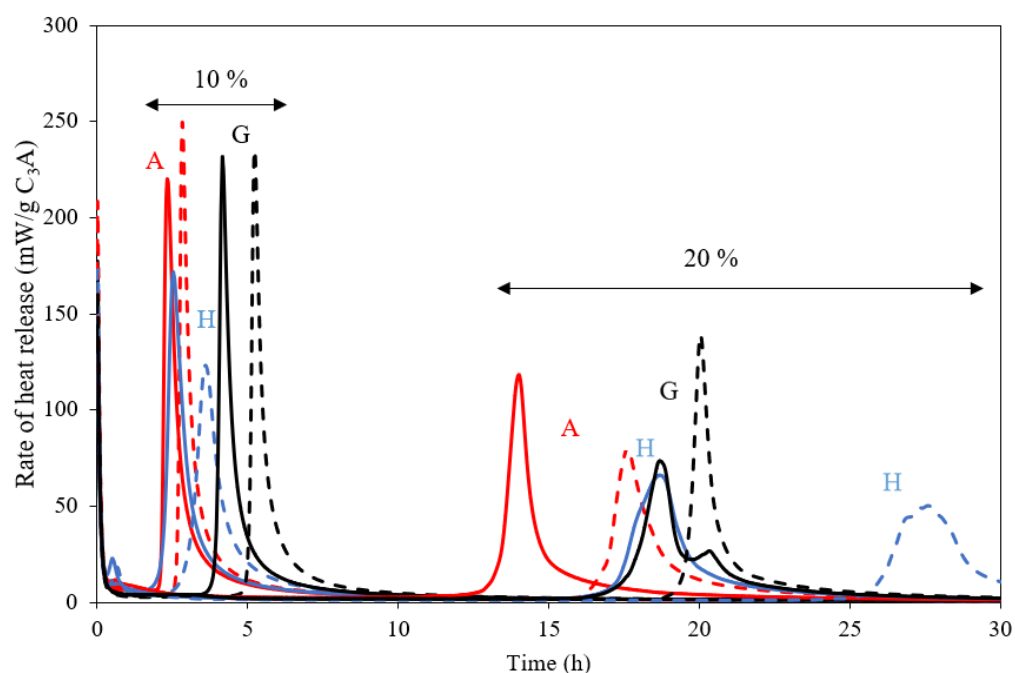 300
250
200
150
100
50
0
Rate of heat release (mW/g C₃A)
10 %
G
A
H
20 %
G
A
H
H
0 5 10 15 20 25 30
Time (h)